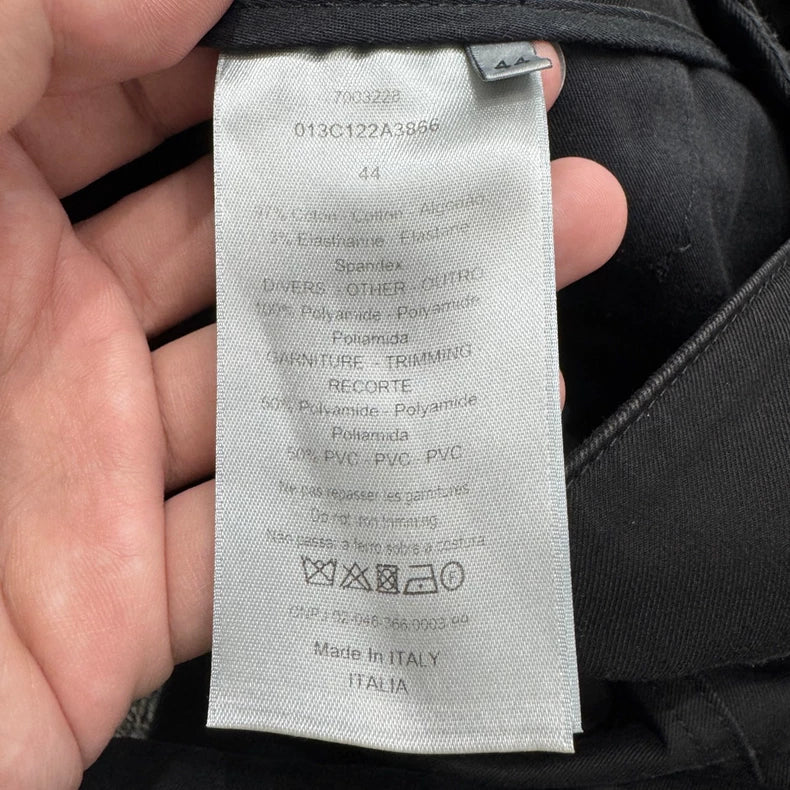 44
7003228
013C122A3866
44
97% Coton - Cotton - Algodão
3% Elasthanne - Elastane
Spandex
DIVERS - OTHER - OUTRO
100% Polyamide - Polyamide
Poliamida
GARNITURE - TRIMMING
RECORTE
Polyamide - Polyamide
Poliamida
50% PVC - PVC - PVC
Ne pas repasser les garnitures
Do not iron trimming
Não passar a ferro sobre a costura
F
Made In ITALY
ITALIA